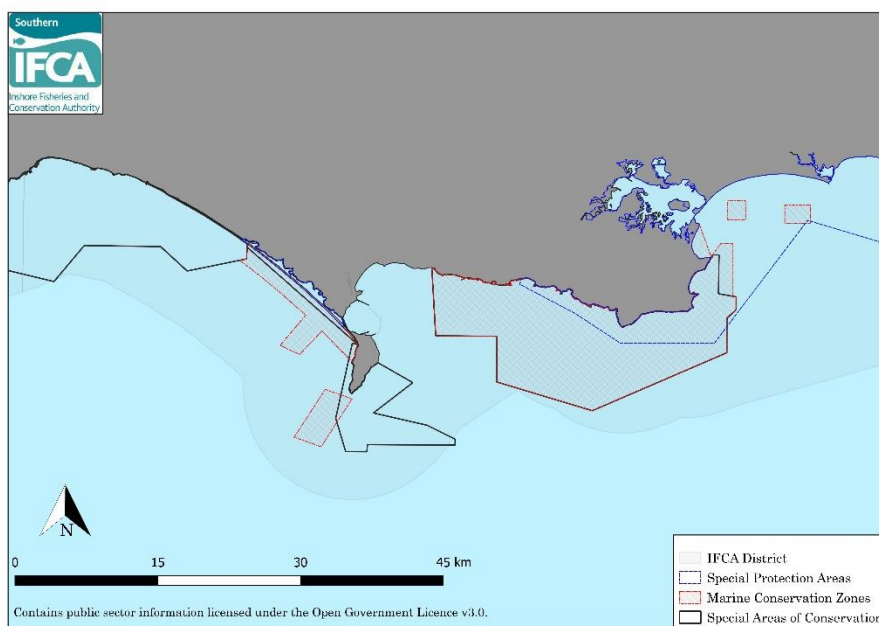 Southern
IFCA
Inshore Fisheries and
Conservation Authority
N
0 15 30 45 km
Contains public sector information licensed under the Open Government Licence v3.0.
IFCA District
Special Protection Areas
Marine Conservation Zones
Special Areas of Conservation